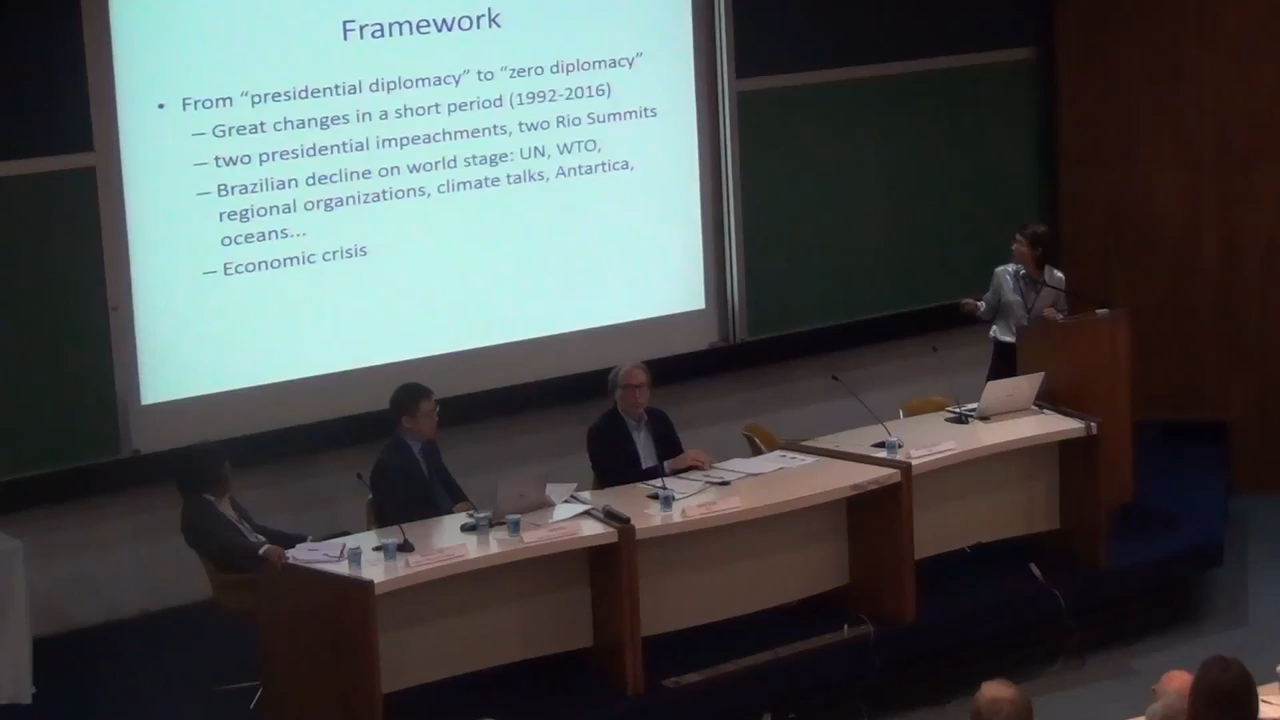 Framework
• From “presidential diplomacy” to “zero diplomacy”
– Great changes in a short period (1992-2016)
– two presidential impeachments, two Rio Summits
– Brazilian decline on world stage: UN, WTO,
regional organizations, climate talks, Antartica,
oceans...
– Economic crisis